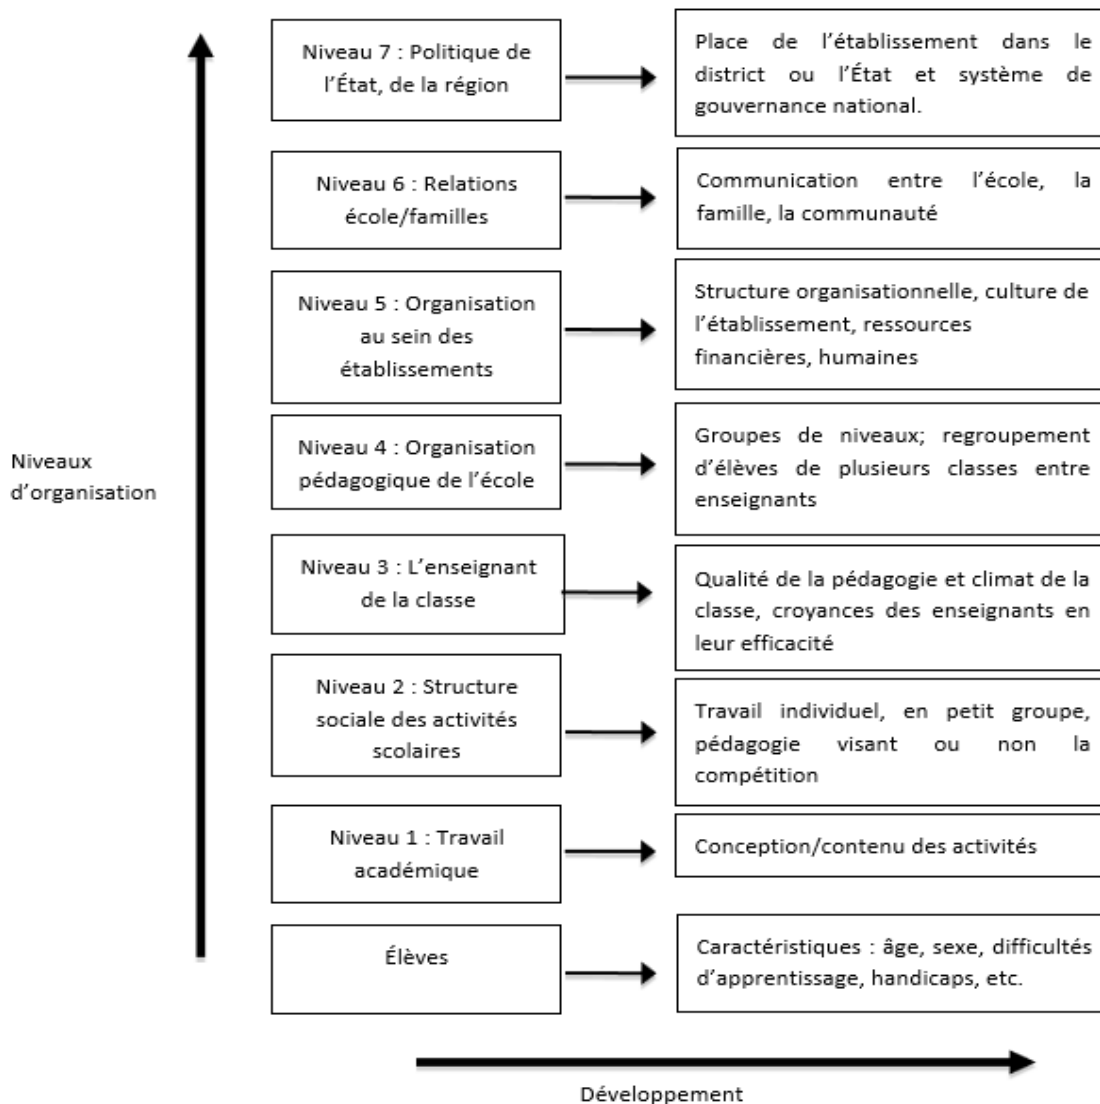 Niveau 7 : Politique de
l’État, de la région
Place de l’établissement dans le
district ou l’État et système de
gouvernance national.
Niveau 6 : Relations
école/familles
Communication entre l’école, la
famille, la communauté
Niveau 5 : Organisation
au sein des
établissements
Structure organisationnelle, culture de
l’établissement, ressources
financières, humaines
Niveaux
d’organisation
Niveau 4 : Organisation
pédagogique de l’école
Groupes de niveaux; regroupement
d’élèves de plusieurs classes entre
enseignants
Niveau 3 : L’enseignant
de la classe
Qualité de la pédagogie et climat de la
classe, croyances des enseignants en
leur efficacité
Niveau 2 : Structure
sociale des activités
scolaires
Travail individuel, en petit groupe,
pédagogie visant ou non la
compétition
Niveau 1 : Travail
académique
Conception/contenu des activités
Élèves
Caractéristiques : âge, sexe, difficultés
d’apprentissage, handicaps, etc.
Développement